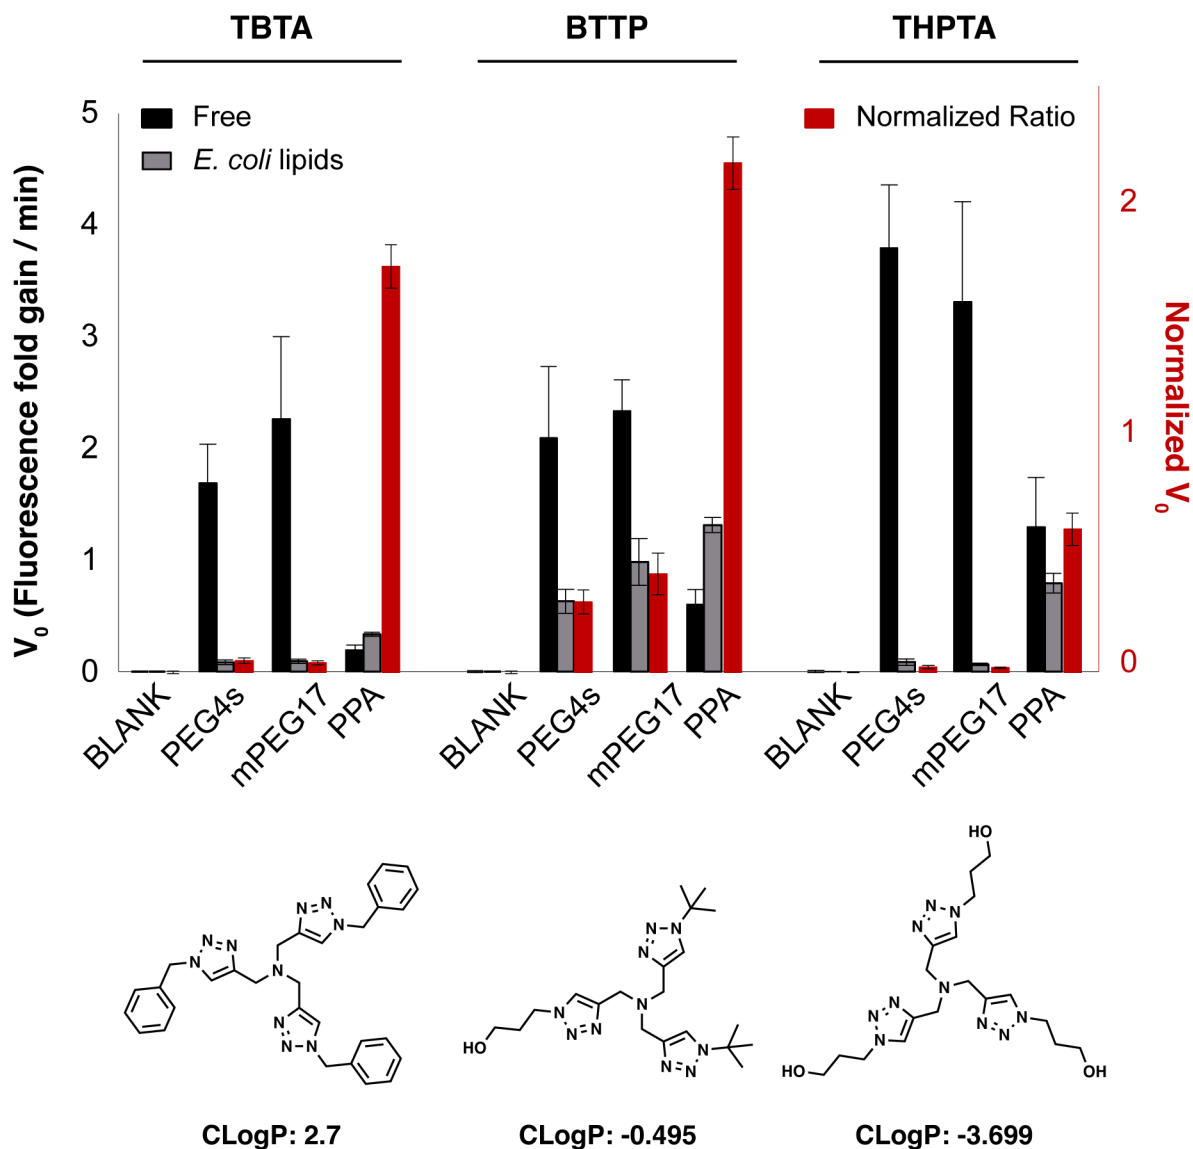 TBTA BTTP THPTA
Free
E. coli lipids
Normalized Ratio
V₀ (Fluorescence fold gain / min)
5
4
3
2
1
0
2
1
0
Normalized V₀
BLANK PEG4s mPEG17 PPA BLANK PEG4s mPEG17 PPA BLANK PEG4s mPEG17 PPA
N N
N
N N
N
N
N
N N
N
N N
N
N
N
N N
HO
N
N N
HO
N
N
N
N
N N
HO
N
N N
OH
CLogP: 2.7 CLogP: -0.495 CLogP: -3.699